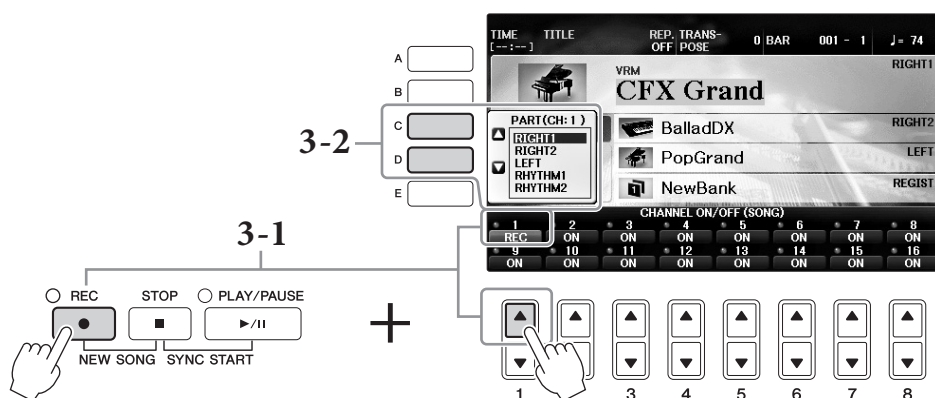 TIME TITLE REP. TRANS- 0 BAR 001 - 1 ♩= 74
[--:--] OFF POSE
RIGHT1
VRM
CFX Grand
A
B
C
D
E
3-2
PART(CH:1)
RIGHT1
RIGHT2
LEFT
RHYTHM1
RHYTHM2
BalladDX RIGHT2
PopGrand LEFT
NewBank REGIST
CHANNEL ON/OFF (SONG)
1 2 3 4 5 6 7 8
REC ON ON ON ON ON ON ON
9 10 11 12 13 14 15 16
ON ON ON ON ON ON ON ON
3-1
REC STOP PLAY/PAUSE
NEW SONG SYNC START
+
1 3 4 5 6 7 8